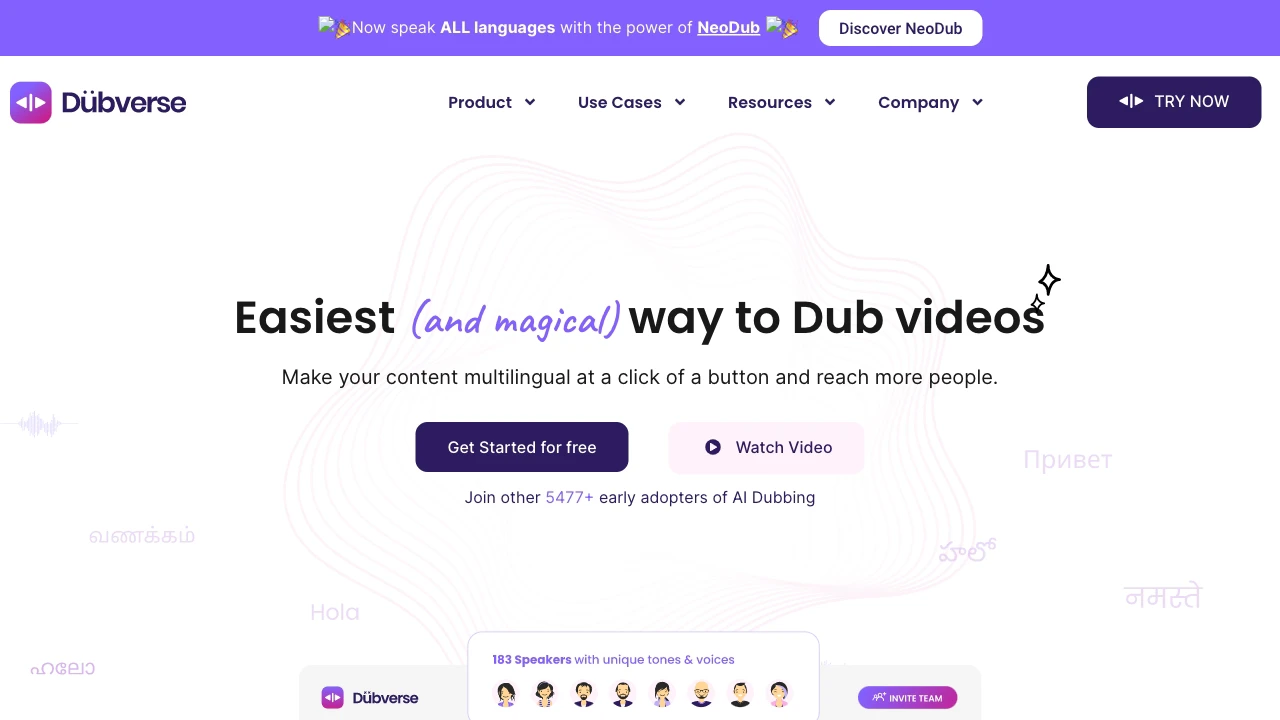 Now speak ALL languages with the power of NeoDub
Discover NeoDub
Dübverse
Product
Use Cases
Resources
Company
TRY NOW
Easiest (and magical) way to Dub videos
Make your content multilingual at a click of a button and reach more people.
Get Started for free
Watch Video
Join other 5477+ early adopters of AI Dubbing
Привет
வணக்கம்
హలో
नमस्ते
Hola
ഹലോ
183 Speakers with unique tones & voices
Dübverse
INVITE TEAM